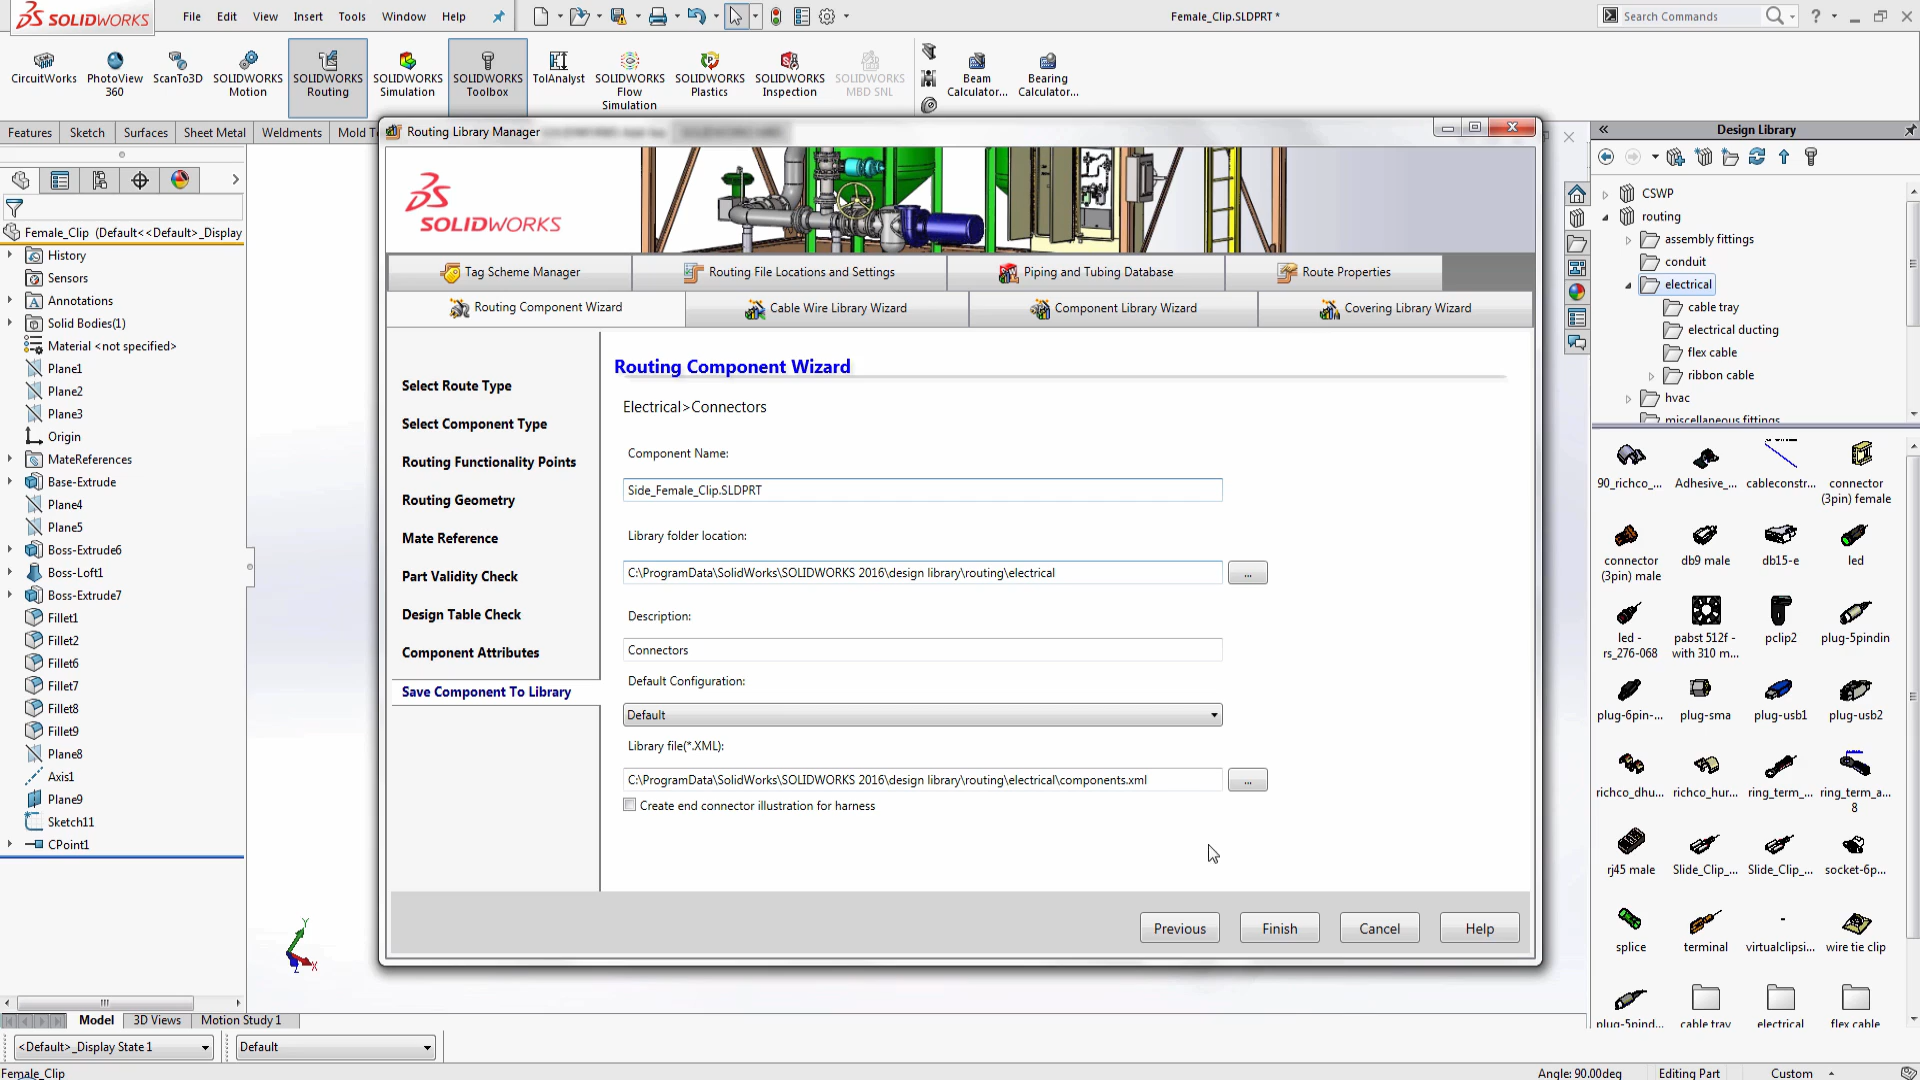 SOLIDWORKS
File Edit View Insert Tools Window Help
Female_Clip.SLDPRT *
Search Commands
CircuitWorks
PhotoView 360
ScanTo3D
SOLIDWORKS Motion
SOLIDWORKS Routing
SOLIDWORKS Simulation
SOLIDWORKS Toolbox
TolAnalyst
SOLIDWORKS Flow Simulation
SOLIDWORKS Plastics
SOLIDWORKS Inspection
SOLIDWORKS MBD SNL
Beam Calculator...
Bearing Calculator...
Features Sketch Surfaces Sheet Metal Weldments Mold T
Female_Clip (Default<<Default>_Display
History
Sensors
Annotations
Solid Bodies(1)
Material <not specified>
Plane1
Plane2
Plane3
Origin
MateReferences
Base-Extrude
Plane4
Plane5
Boss-Extrude6
Boss-Loft1
Boss-Extrude7
Fillet1
Fillet2
Fillet6
Fillet7
Fillet8
Fillet9
Plane8
Axis1
Plane9
Sketch11
CPoint1
Y
X
Z
Model 3D Views Motion Study 1
<Default>_Display State 1
Default
Female_Clip
Routing Library Manager
SOLIDWORKS
Tag Scheme Manager
Routing File Locations and Settings
Piping and Tubing Database
Route Properties
Routing Component Wizard
Cable Wire Library Wizard
Component Library Wizard
Covering Library Wizard
Select Route Type
Select Component Type
Routing Functionality Points
Routing Geometry
Mate Reference
Part Validity Check
Design Table Check
Component Attributes
Save Component To Library
Routing Component Wizard
Electrical>Connectors
Component Name:
Side_Female_Clip.SLDPRT
Library folder location:
C:\ProgramData\SolidWorks\SOLIDWORKS 2016\design library\routing\electrical
...
Description:
Connectors
Default Configuration:
Default
Library file(*.XML):
C:\ProgramData\SolidWorks\SOLIDWORKS 2016\design library\routing\electrical\components.xml
...
Create end connector illustration for harness
Previous Finish Cancel Help
Design Library
CSWP
routing
assembly fittings
conduit
electrical
cable tray
electrical ducting
flex cable
ribbon cable
hvac
miscellaneous fittings
90_richco_... Adhesive_... cableconstr... connector (3pin) female
connector (3pin) male db9 male db15-e led
led - rs_276-068 pabst 512f - with 310 m... pclip2 plug-5pindin
plug-6pin-... plug-sma plug-usb1 plug-usb2
richco_dhu... richco_hur... ring_term_... ring_term_a... 8
rj45 male Slide_Clip_... Slide_Clip_... socket-6p...
splice terminal virtualclipsi... wire tie clip
plug-5pind... cable tray electrical flex cable
Angle: 90.00deg Editing Part Custom